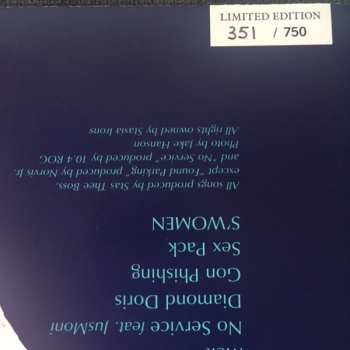 LIMITED EDITION
351 / 750
No Service feat. JusMoni
Diamond Doris
Gon Phishing
Sex Pack
S'WOMEN
All songs produced by Stas Thee Boss,
except "Found Parking" produced by Norvis Jr.
and "No Service" produced by 10.4 ROG
Photo by Jake Hanson
All rights owned by Stasia Irons